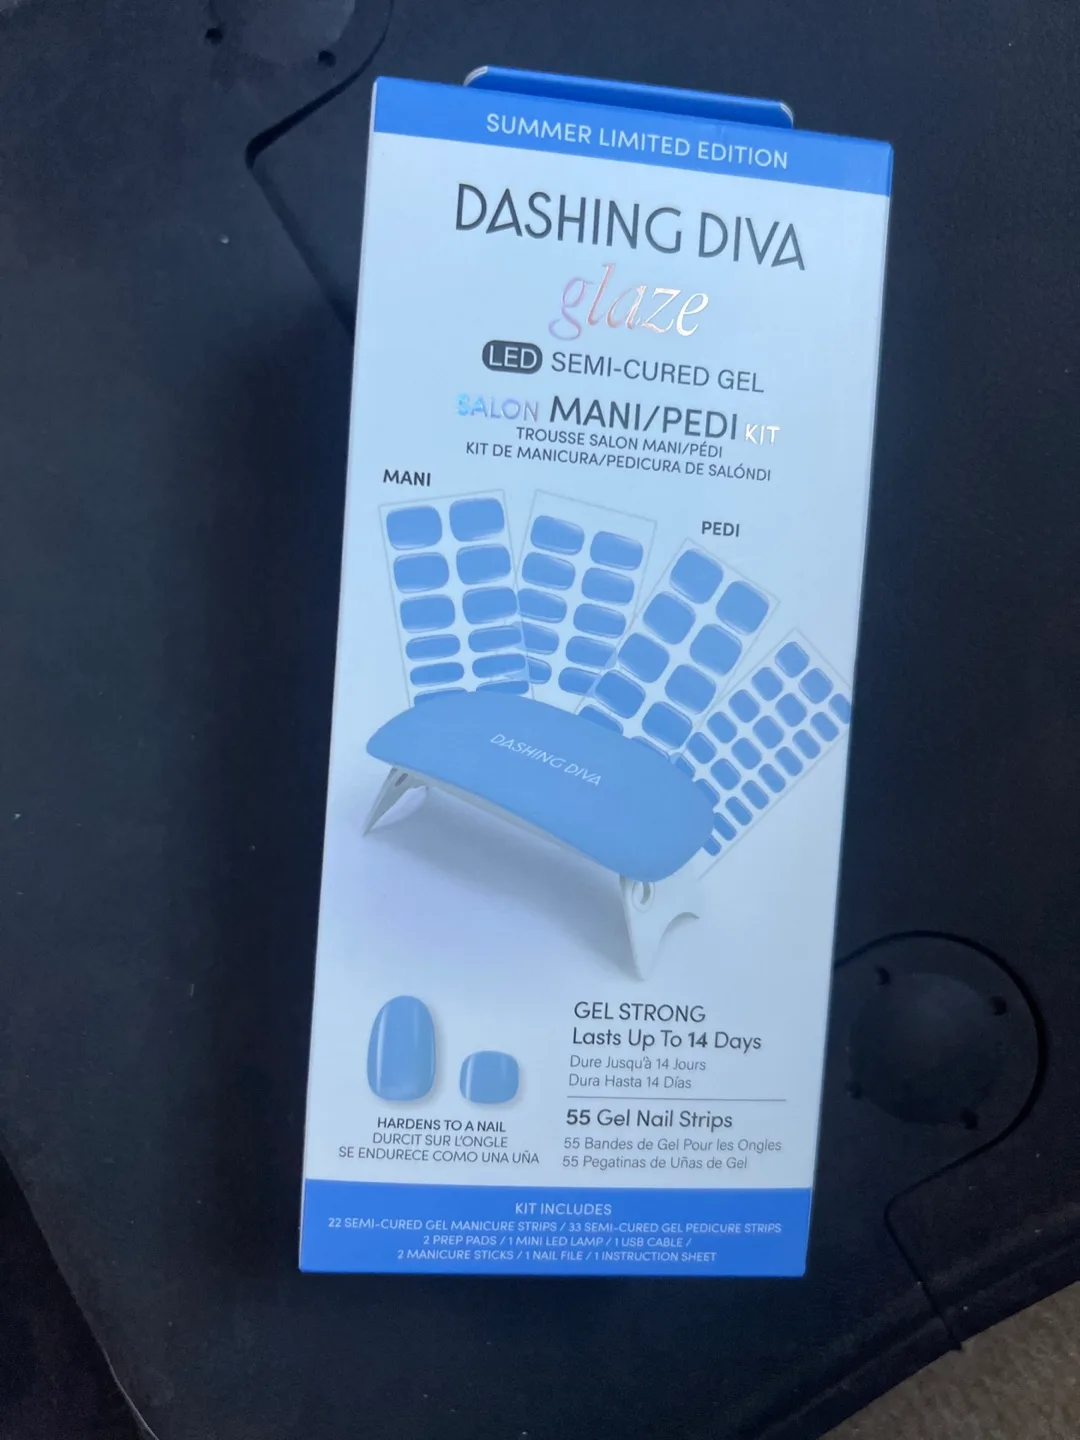 SUMMER LIMITED EDITION
DASHING DIVA
glaze
LED SEMI-CURED GEL
SALON MANI/PEDI KIT
TROUSSE SALON MANI/PÉDI
KIT DE MANICURA/PEDICURA DE SALÓNDI
MANI
PEDI
DASHING DIVA
GEL STRONG
Lasts Up To 14 Days
Dure Jusqu'à 14 Jours
Dura Hasta 14 Días
55 Gel Nail Strips
55 Bandes de Gel Pour les Ongles
55 Pegatinas de Uñas de Gel
HARDENS TO A NAIL
DURCIT SUR L'ONGLE
SE ENDURECE COMO UNA UÑA
KIT INCLUDES
22 SEMI-CURED GEL MANICURE STRIPS / 33 SEMI-CURED GEL PEDICURE STRIPS
2 PREP PADS / 1 MINI LED LAMP / 1 USB CABLE /
2 MANICURE STICKS / 1 NAIL FILE / 1 INSTRUCTION SHEET